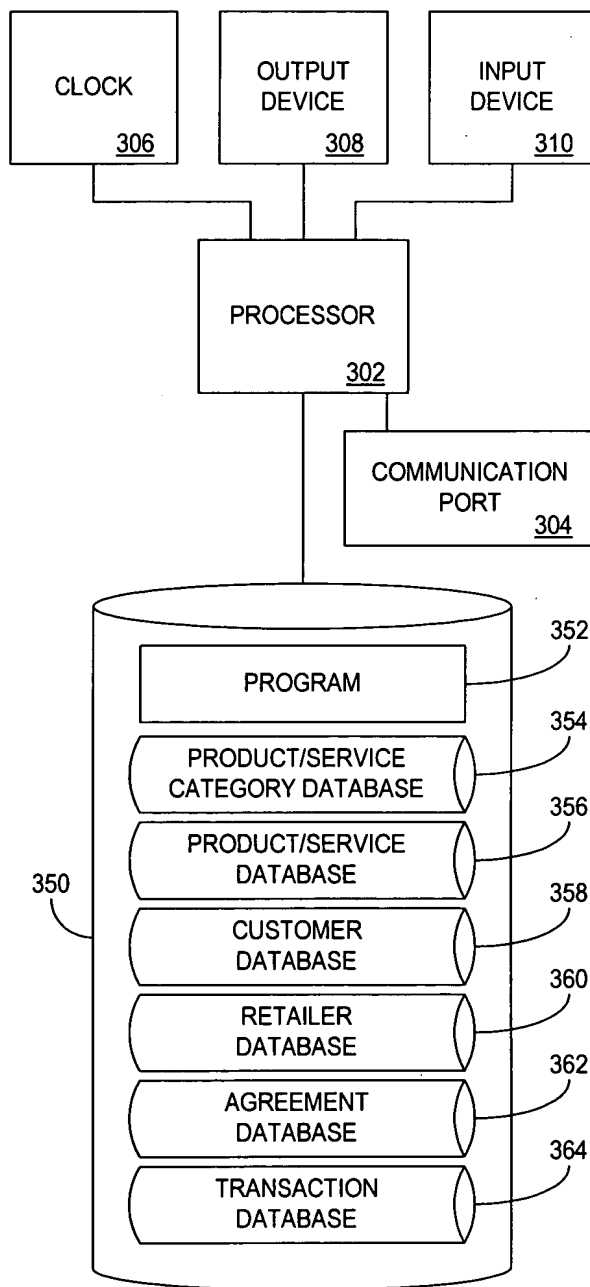 CLOCK
306
OUTPUT
DEVICE
308
INPUT
DEVICE
310
PROCESSOR
302
COMMUNICATION
PORT
304
352
PROGRAM
354
PRODUCT/SERVICE
CATEGORY DATABASE
356
PRODUCT/SERVICE
DATABASE
350
358
CUSTOMER
DATABASE
360
RETAILER
DATABASE
362
AGREEMENT
DATABASE
364
TRANSACTION
DATABASE